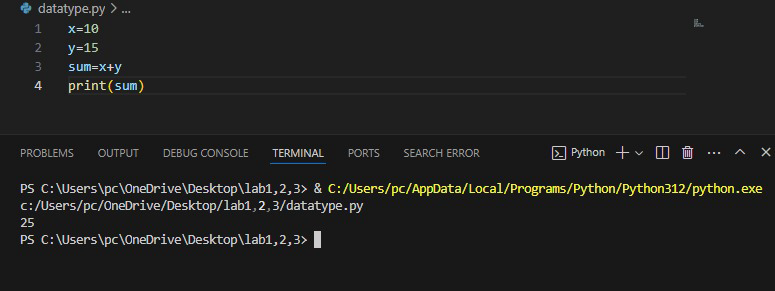 datatype.py > ...
1 x=10
2 y=15
3 sum=x+y
4 print(sum)
PROBLEMS OUTPUT DEBUG CONSOLE TERMINAL PORTS SEARCH ERROR Python
PS C:\Users\pc\OneDrive\Desktop\lab1,2,3> & C:/Users/pc/AppData/Local/Programs/Python/Python312/python.exe
c:/Users/pc/OneDrive/Desktop/lab1,2,3/datatype.py
25
PS C:\Users\pc\OneDrive\Desktop\lab1,2,3>